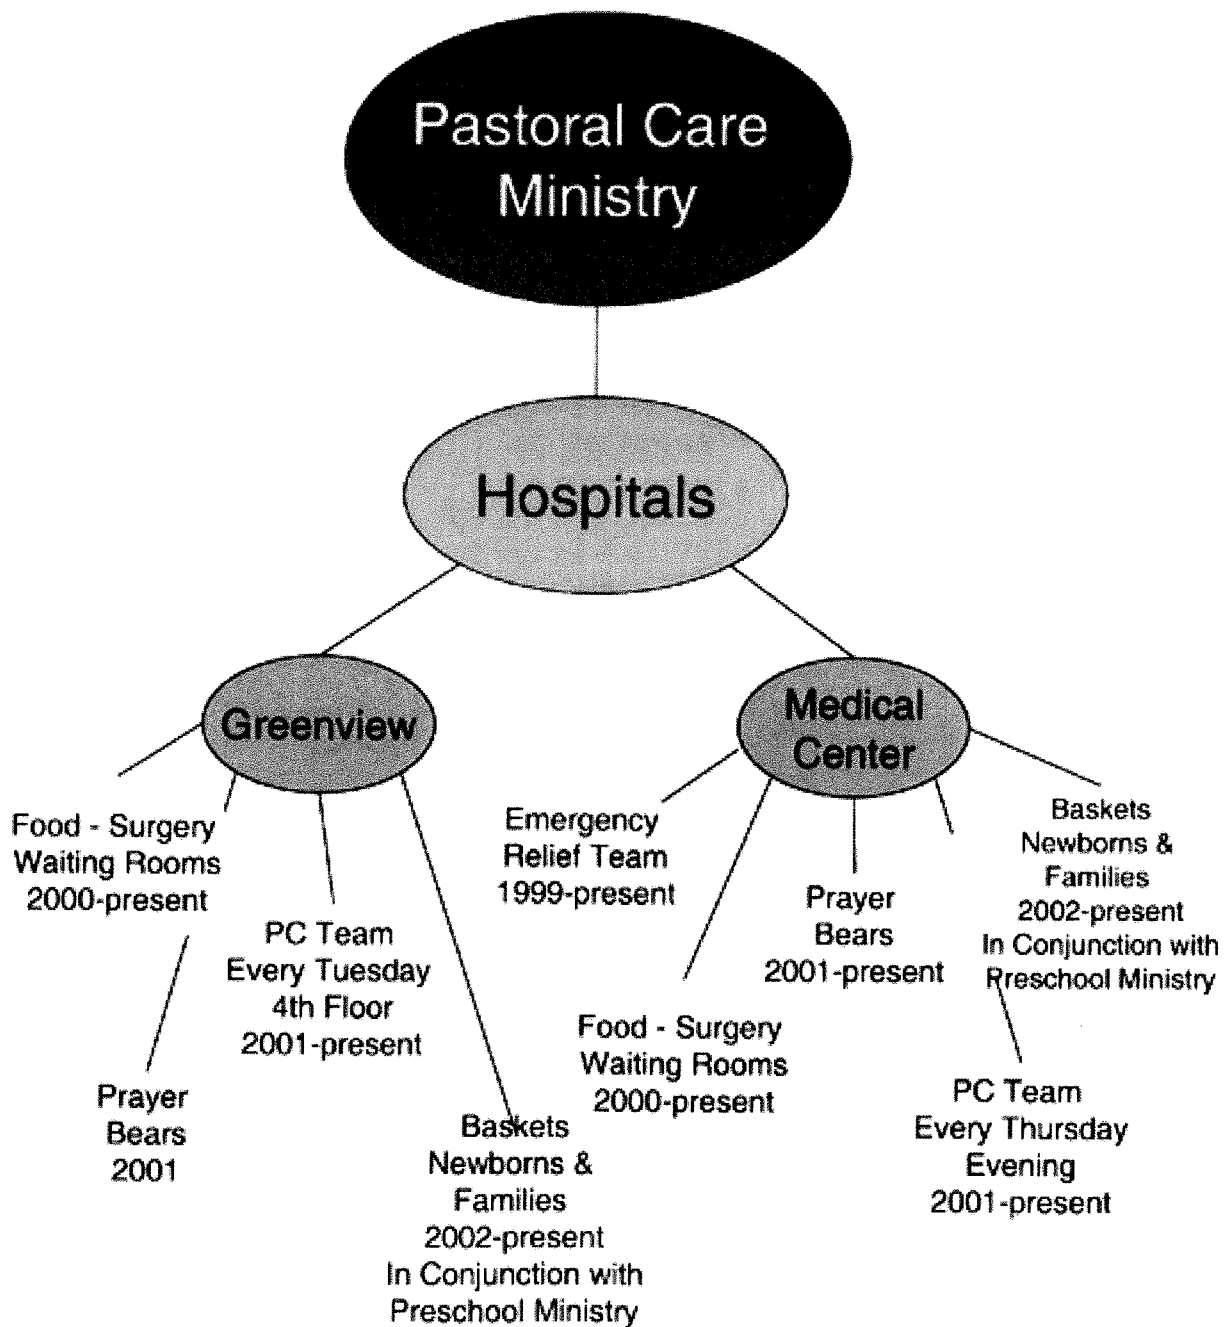 Pastoral Care
Ministry
Hospitals
Greenview
Medical
Center
Food - Surgery
Waiting Rooms
2000-present
Prayer
Bears
2001
PC Team
Every Tuesday
4th Floor
2001-present
Baskets
Newborns &
Families
2002-present
In Conjunction with
Preschool Ministry
Emergency
Relief Team
1999-present
Food - Surgery
Waiting Rooms
2000-present
Prayer
Bears
2001-present
PC Team
Every Thursday
Evening
2001-present
Baskets
Newborns &
Families
2002-present
In Conjunction with
Preschool Ministry